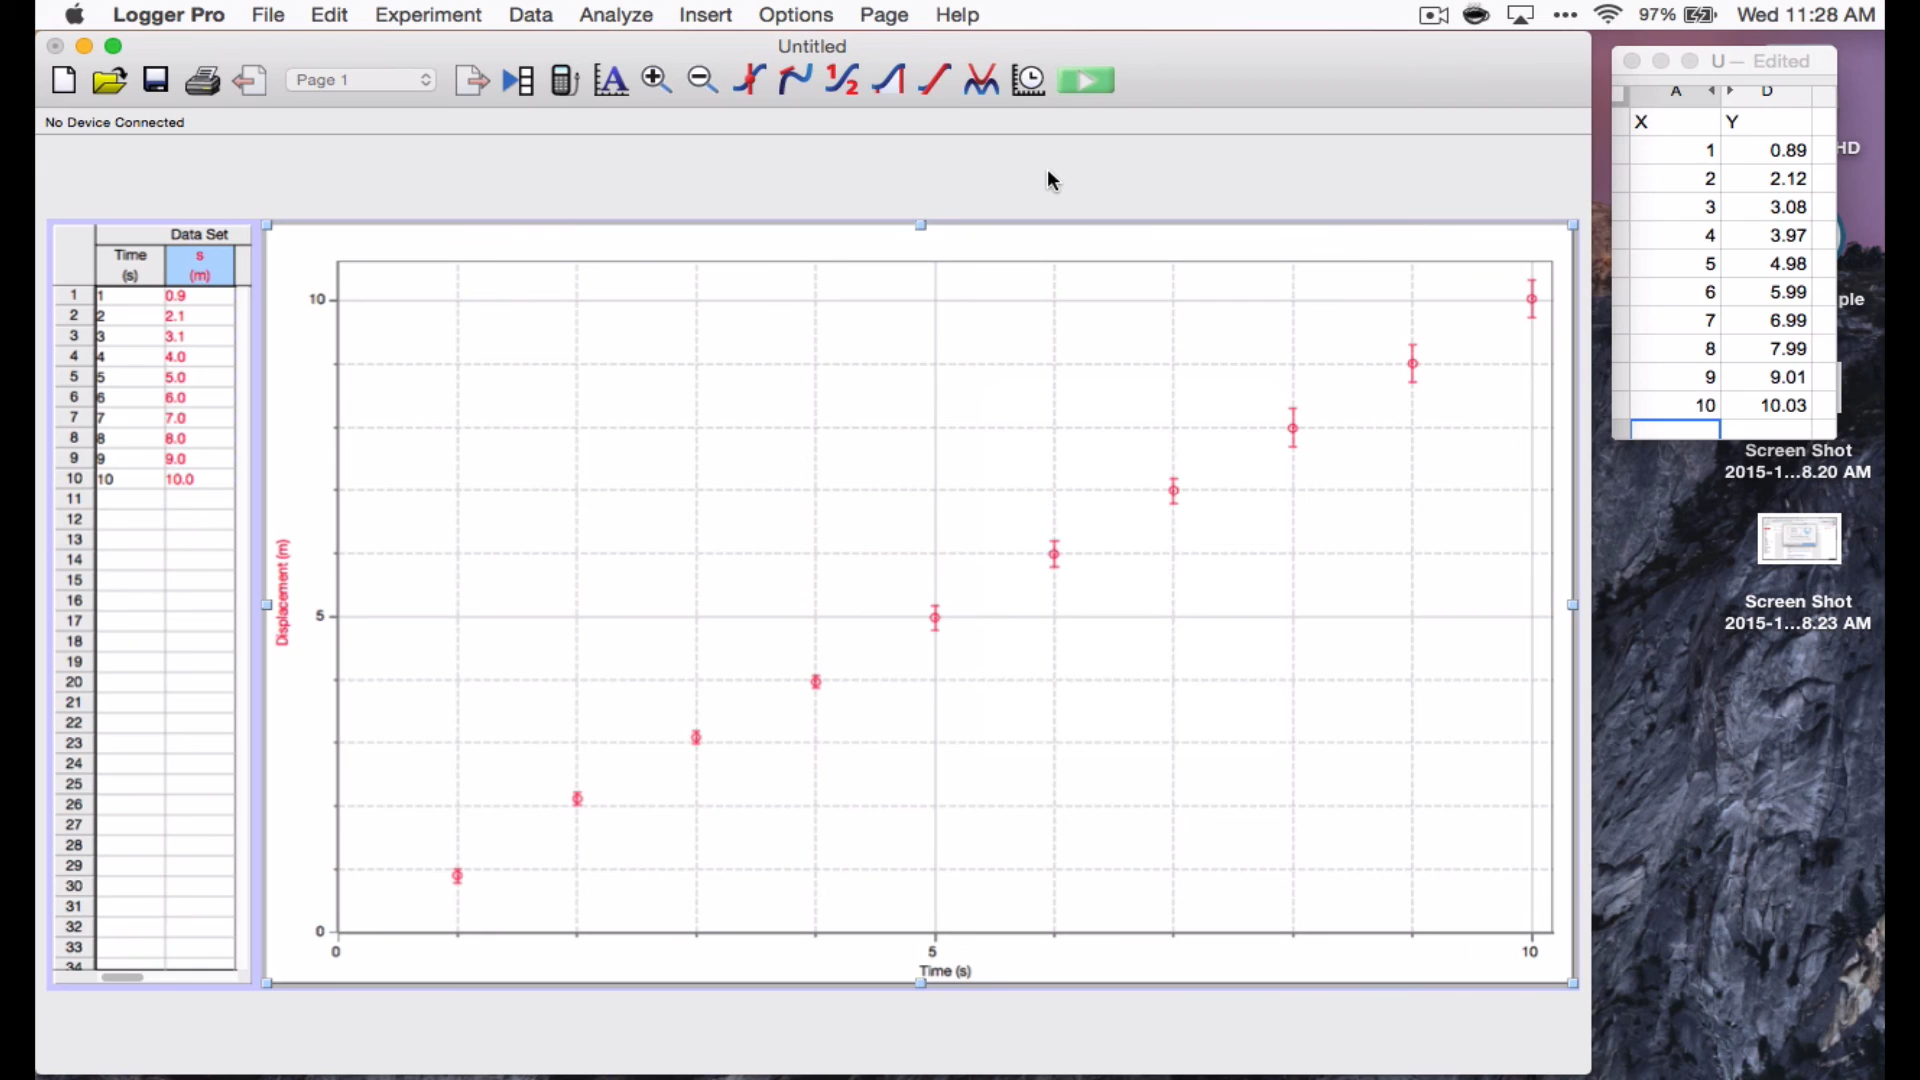 Logger Pro File Edit Experiment Data Analyze Insert Options Page Help 97% Wed 11:28 AM
Untitled
Page 1
No Device Connected
Data Set
Time s
(s) (m)
1 1 0.9
2 2 2.1
3 3 3.1
4 4 4.0
5 5 5.0
6 6 6.0
7 7 7.0
8 8 8.0
9 9 9.0
10 10 10.0
11
12
13
14
15
16
17
18
19
20
21
22
23
24
25
26
27
28
29
30
31
32
33
34
10
5
0
Displacement (m)
0 5 10
Time (s)
U — Edited
A D
X Y
1 0.89
2 2.12
3 3.08
4 3.97
5 4.98
6 5.99
7 6.99
8 7.99
9 9.01
10 10.03
HD
ple
Screen Shot
2015-1...8.20 AM
Screen Shot
2015-1...8.23 AM